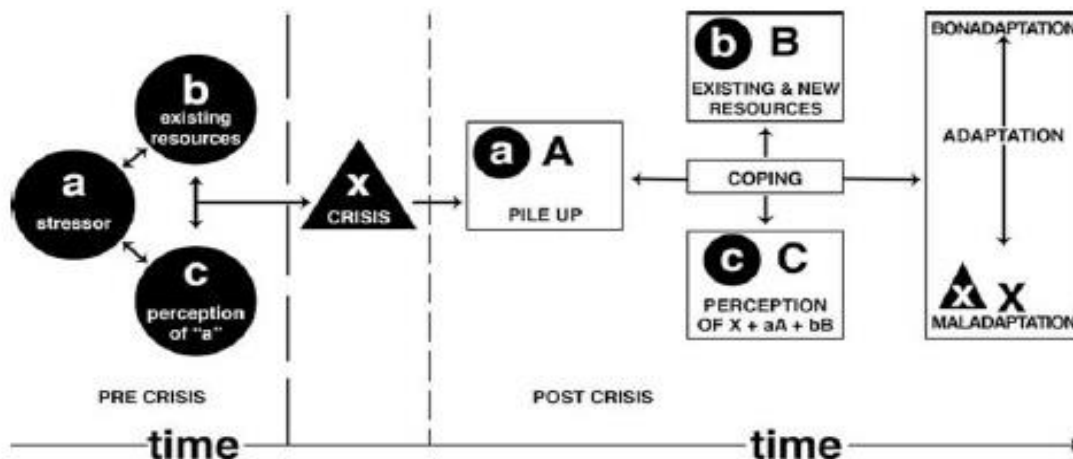 a
stressor
b
existing
resources
c
perception
of "a"
x
CRISIS
a A
PILE UP
b B
EXISTING & NEW
RESOURCES
COPING
c C
PERCEPTION
OF X + aA + bB
BONADAPTATION
ADAPTATION
x X
MALADAPTATION
PRE CRISIS
POST CRISIS
time
time